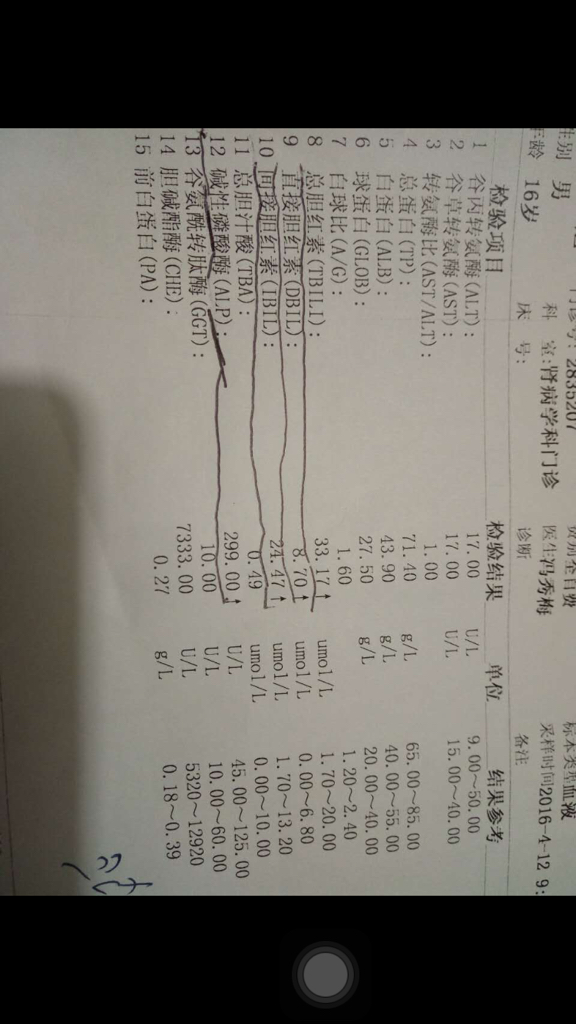 门诊号: 2835207 费别全自费 标本类型血液
性别 男 科 室:肾病学科门诊 医生冯秀梅 采样时间2016-4-12 9:
年龄 16岁 床 号: 诊断 备注
检验项目 检验结果 单位 结果参考
1 谷丙转氨酶(ALT): 17.00 U/L 9.00～50.00
2 谷草转氨酶(AST): 17.00 U/L 15.00～40.00
3 转氨酶比(AST/ALT): 1.00
4 总蛋白(TP): 71.40 g/L 65.00～85.00
5 白蛋白(ALB): 43.90 g/L 40.00～55.00
6 球蛋白(GLOB): 27.50 g/L 20.00～40.00
7 白球比(A/G): 1.60 1.20～2.40
8 总胆红素(TBILI): 33.17↑ umol/L 1.70～20.00
9 直接胆红素(DBIL): 8.70↑ umol/L 0.00～6.80
10 间接胆红素(IBIL): 24.47↑ umol/L 1.70～13.20
11 总胆汁酸(TBA): 0.49 umol/L 0.00～10.00
12 碱性磷酸酶(ALP): 299.00↑ U/L 45.00～125.00
13 谷氨酰转肽酶(GGT): 10.00 U/L 10.00～60.00
14 胆碱酯酶(CHE): 7333.00 U/L 5320～12920
15 前白蛋白(PA): 0.27 g/L 0.18～0.39